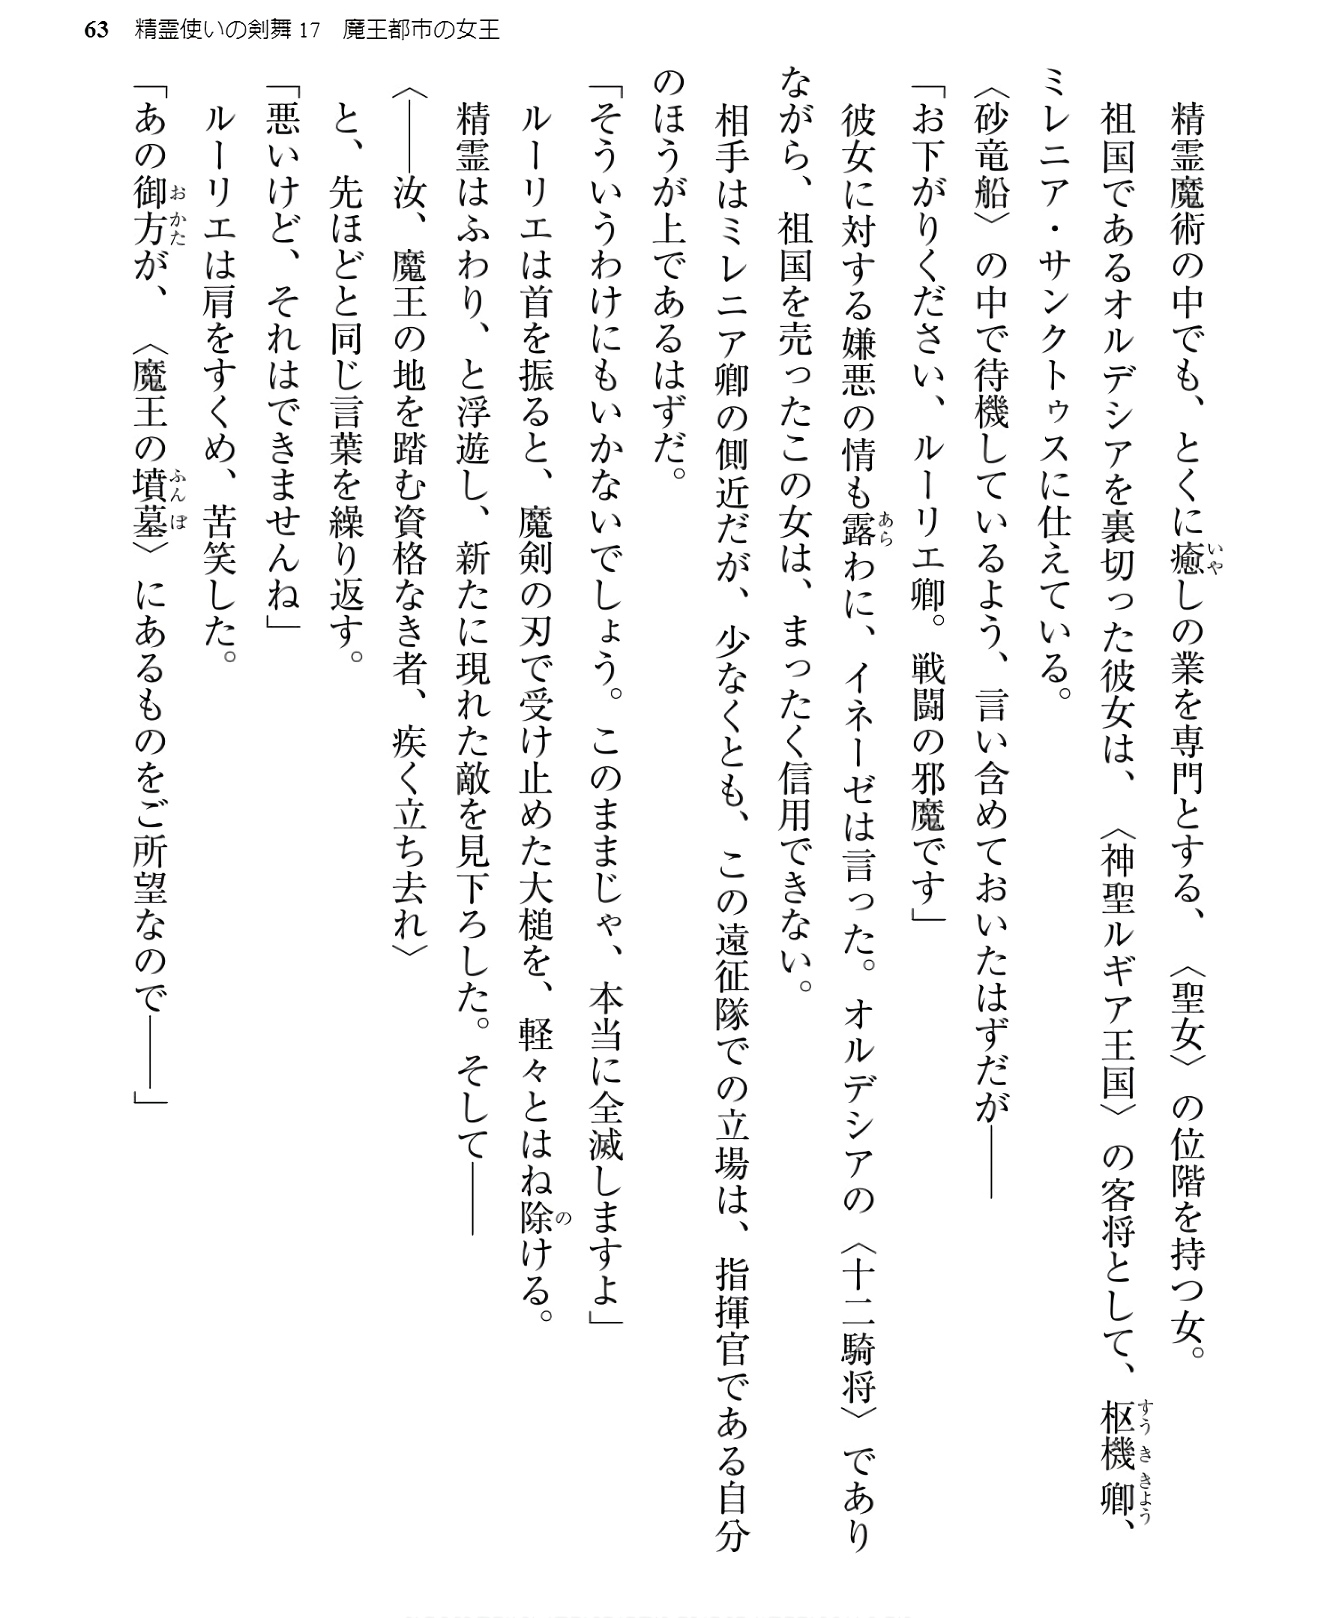 63　精霊使いの剣舞17　魔王都市の女王
　精霊魔術の中でも、とくに癒しの業を専門とする、〈聖女〉の位階を持つ女。
　祖国であるオルデシアを裏切った彼女は、〈神聖ルギア王国〉の客将として、枢機卿、
ミレニア・サンクトゥスに仕えている。
〈砂竜船〉の中で待機しているよう、言い含めておいたはずだが――
「お下がりください、ルーリエ卿。戦闘の邪魔です」
　彼女に対する嫌悪の情も露わに、イネーゼは言った。オルデシアの〈十二騎将〉であり
ながら、祖国を売ったこの女は、まったく信用できない。
　相手はミレニア卿の側近だが、少なくとも、この遠征隊での立場は、指揮官である自分
のほうが上であるはずだ。
「そういうわけにもいかないでしょう。このままじゃ、本当に全滅しますよ」
　ルーリエは首を振ると、魔剣の刃で受け止めた大槌を、軽々とはね除ける。
　精霊はふわり、と浮遊し、新たに現れた敵を見下ろした。そして――
〈――汝、魔王の地を踏む資格なき者、疾く立ち去れ〉
　と、先ほどと同じ言葉を繰り返す。
「悪いけど、それはできませんね」
　ルーリエは肩をすくめ、苦笑した。
「あの御方が、〈魔王の墳墓〉にあるものをご所望なので――」